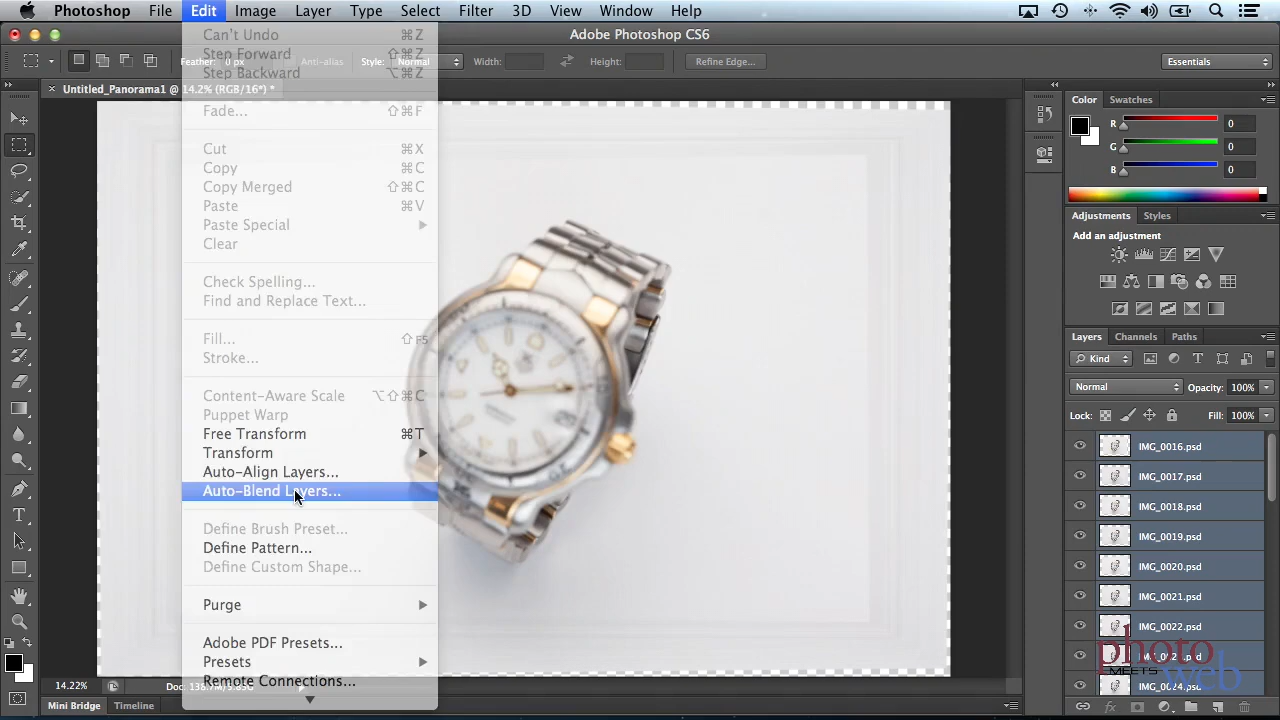 Photoshop File Edit Image Layer Type Select Filter 3D View Window Help
Adobe Photoshop CS6
Feather: 0 px Anti-alias Style: Normal Width: Height: Refine Edge... Essentials
Untitled_Panorama1 @ 14.2% (RGB/16*) *
Can't Undo ⌘Z
Step Forward ⇧⌘Z
Step Backward ⌥⌘Z
Fade... ⇧⌘F
Cut ⌘X
Copy ⌘C
Copy Merged ⇧⌘C
Paste ⌘V
Paste Special
Clear
Check Spelling...
Find and Replace Text...
Fill... ⇧F5
Stroke...
Content-Aware Scale ⌥⇧⌘C
Puppet Warp
Free Transform ⌘T
Transform
Auto-Align Layers...
Auto-Blend Layers...
Define Brush Preset...
Define Pattern...
Define Custom Shape...
Purge
Adobe PDF Presets...
Presets
Remote Connections...
Color Swatches
R 0
G 0
B 0
Adjustments Styles
Add an adjustment
Layers Channels Paths
Kind
Normal Opacity: 100%
Lock: Fill: 100%
IMG_0016.psd
IMG_0017.psd
IMG_0018.psd
IMG_0019.psd
IMG_0020.psd
IMG_0021.psd
IMG_0022.psd
IMG_0024.psd
photo
MEETS
web
14.22% Doc: 138.7M/3.85G
Mini Bridge Timeline